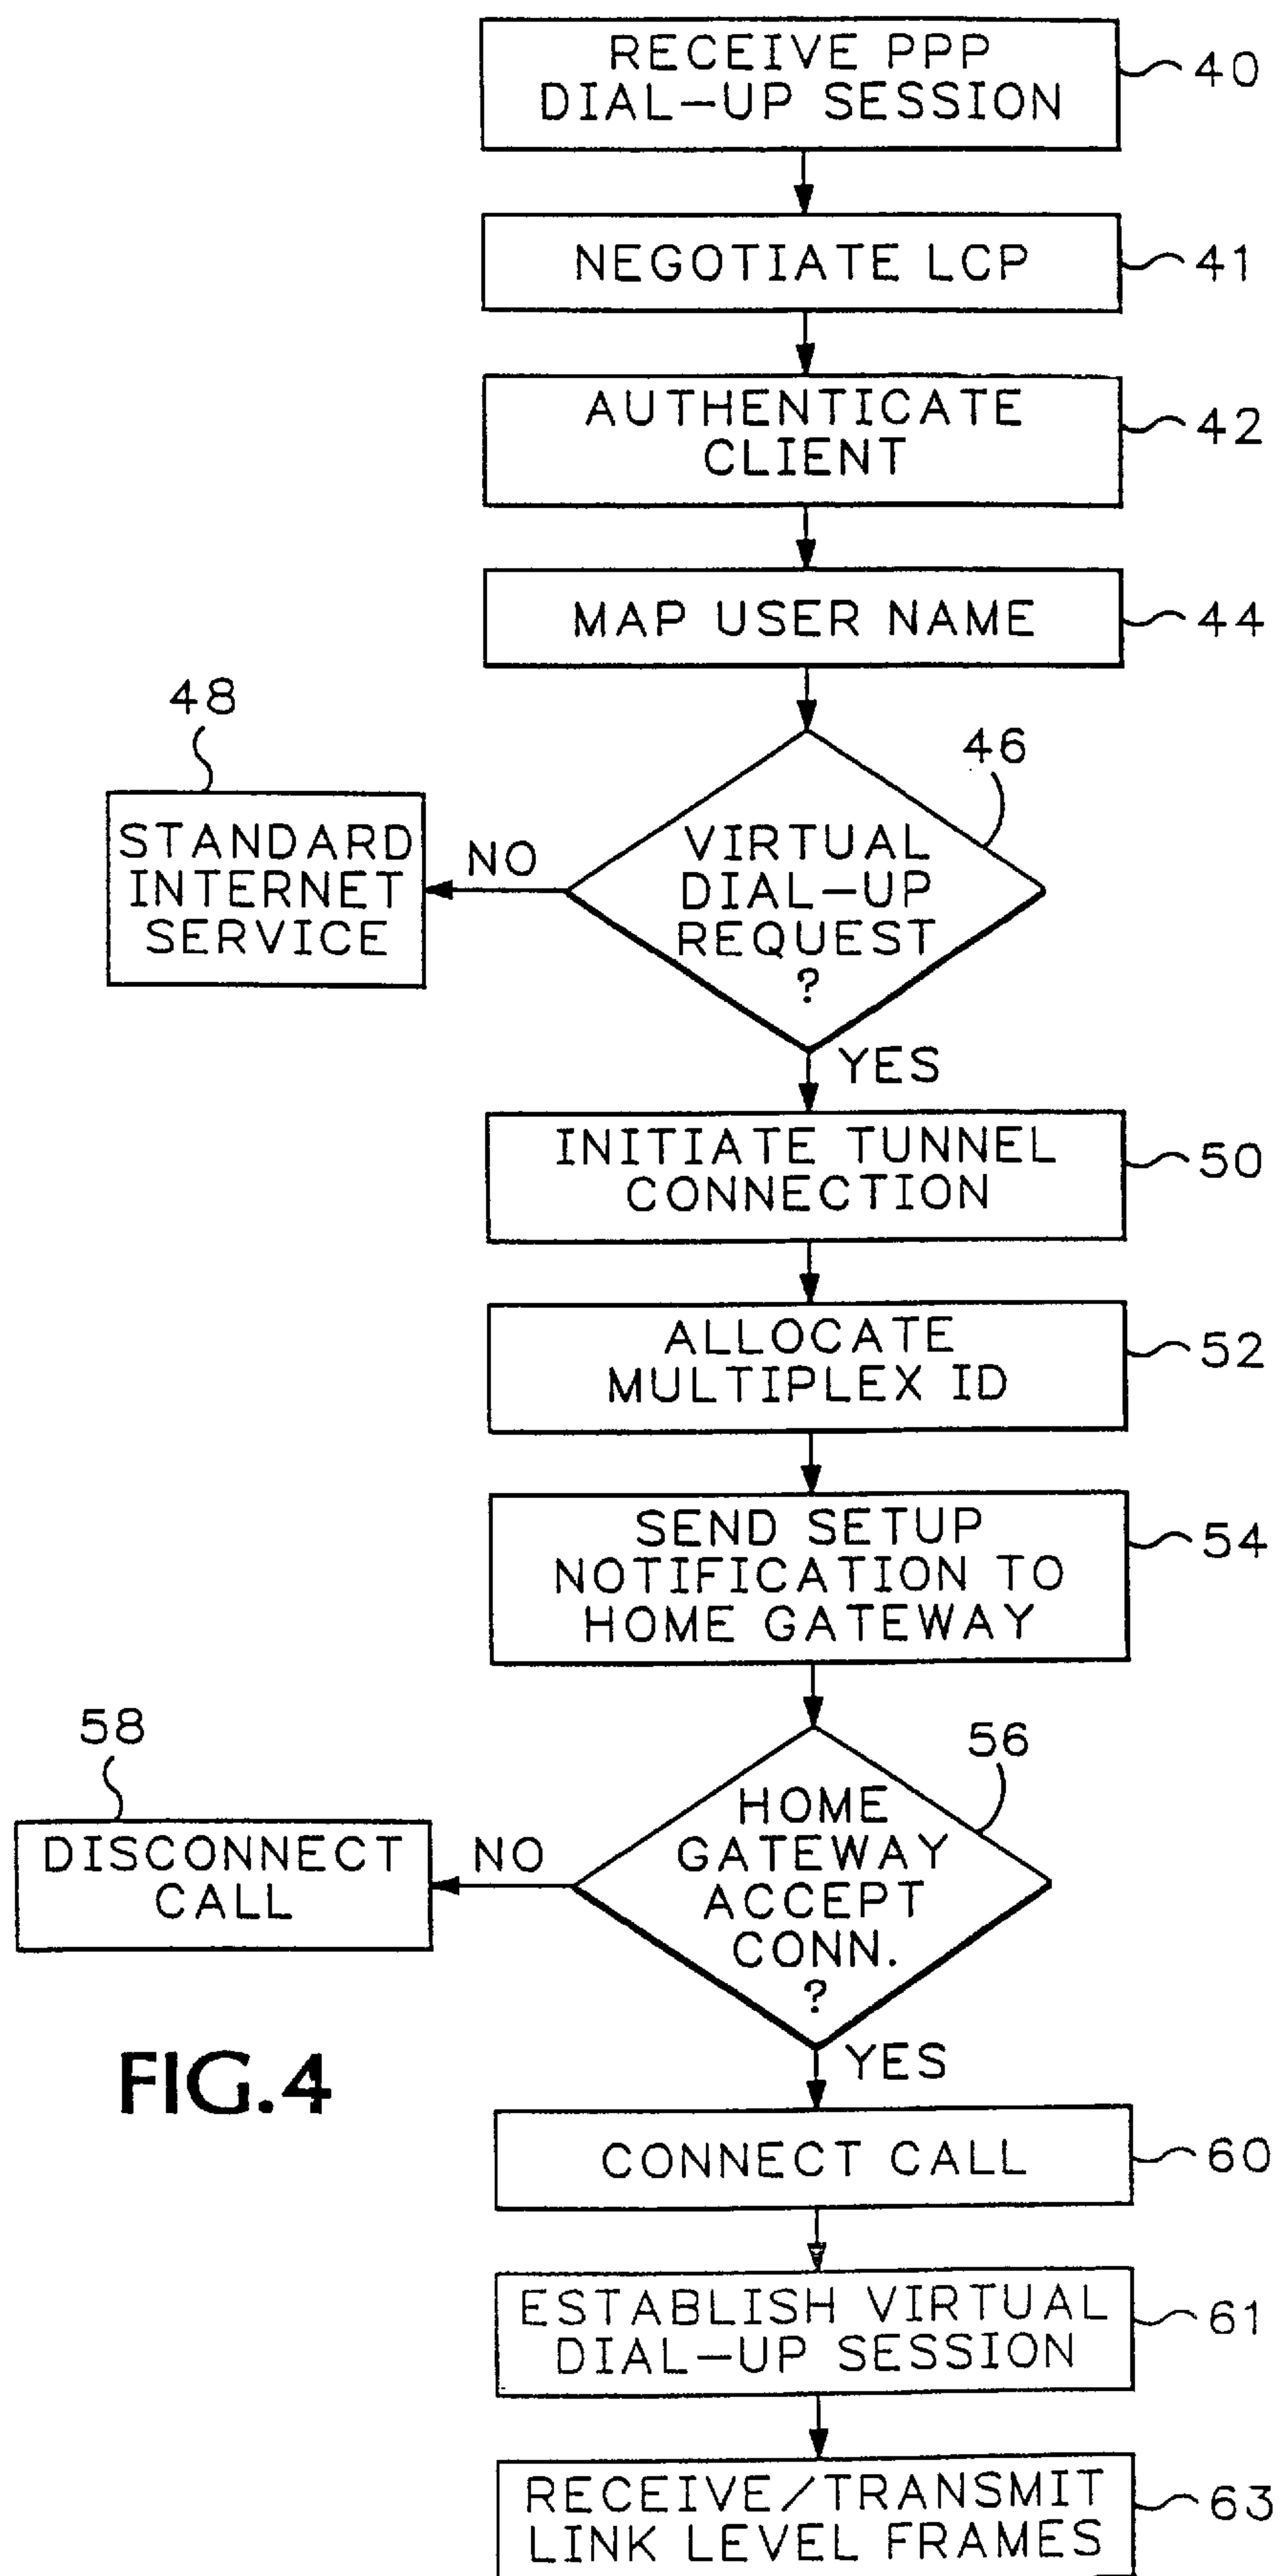 RECEIVE PPP
DIAL-UP SESSION
40
NEGOTIATE LCP
41
AUTHENTICATE
CLIENT
42
MAP USER NAME
44
48
46
STANDARD
INTERNET
SERVICE
NO
VIRTUAL
DIAL-UP
REQUEST
?
YES
INITIATE TUNNEL
CONNECTION
50
ALLOCATE
MULTIPLEX ID
52
SEND SETUP
NOTIFICATION TO
HOME GATEWAY
54
58
56
DISCONNECT
CALL
NO
HOME
GATEWAY
ACCEPT
CONN.
?
YES
FIG.4
CONNECT CALL
60
ESTABLISH VIRTUAL
DIAL-UP SESSION
61
RECEIVE/TRANSMIT
LINK LEVEL FRAMES
63